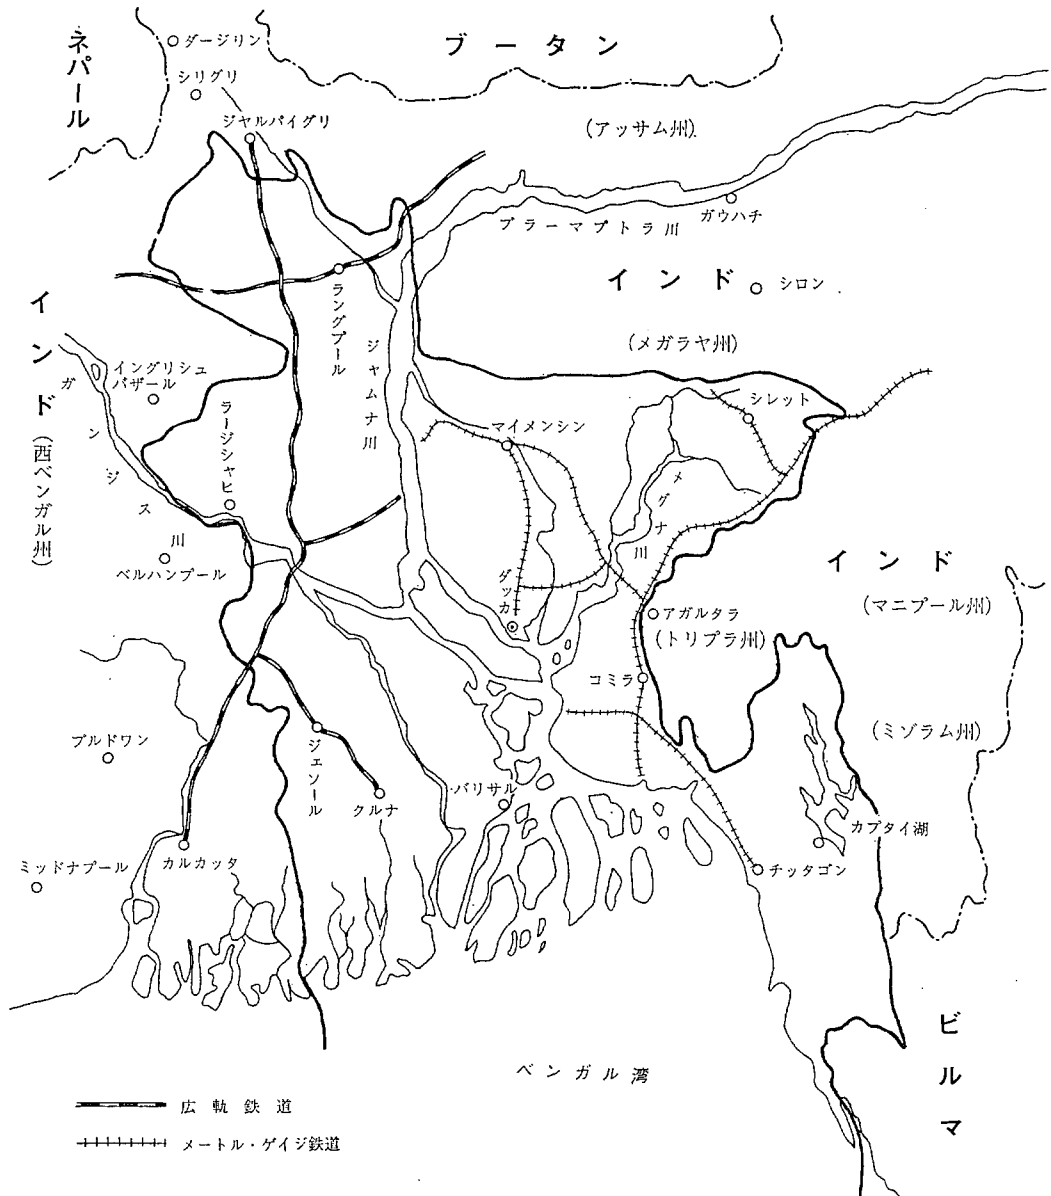 ネパール
ダージリン
シリグリ
ブータン
ジャルパイグリ
(アッサム州)
ガウハチ
ブラーマプトラ川
インド
シロン
(メガラヤ州)
ラングプール
ジャムナ川
インド
(西ベンガル州)
イングリシュ
バザール
ガンジス川
ラージシャヒ
シレット
マイメンシン
メグナ川
ベルハンプール
ダッカ
インド
(マニプール州)
アガルタラ
(トリプラ州)
コミラ
(ミゾラム州)
ブルドワン
ジェソール
クルナ
バリサル
カプタイ湖
ミッドナプール
カルカッタ
チッタゴン
ビルマ
ベンガル湾
広軌鉄道
メートル・ゲイジ鉄道